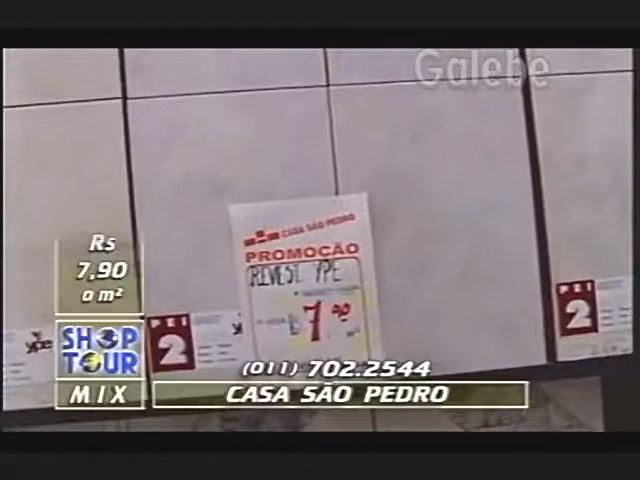 Galebe
CASA SÃO PEDRO
PROMOÇÃO
REVEST. YPE
7,90
Rs
7,90
o m²
ype
PEI
2
PEI
2
SHOP
TOUR
MIX
(011) 702.2544
CASA SÃO PEDRO